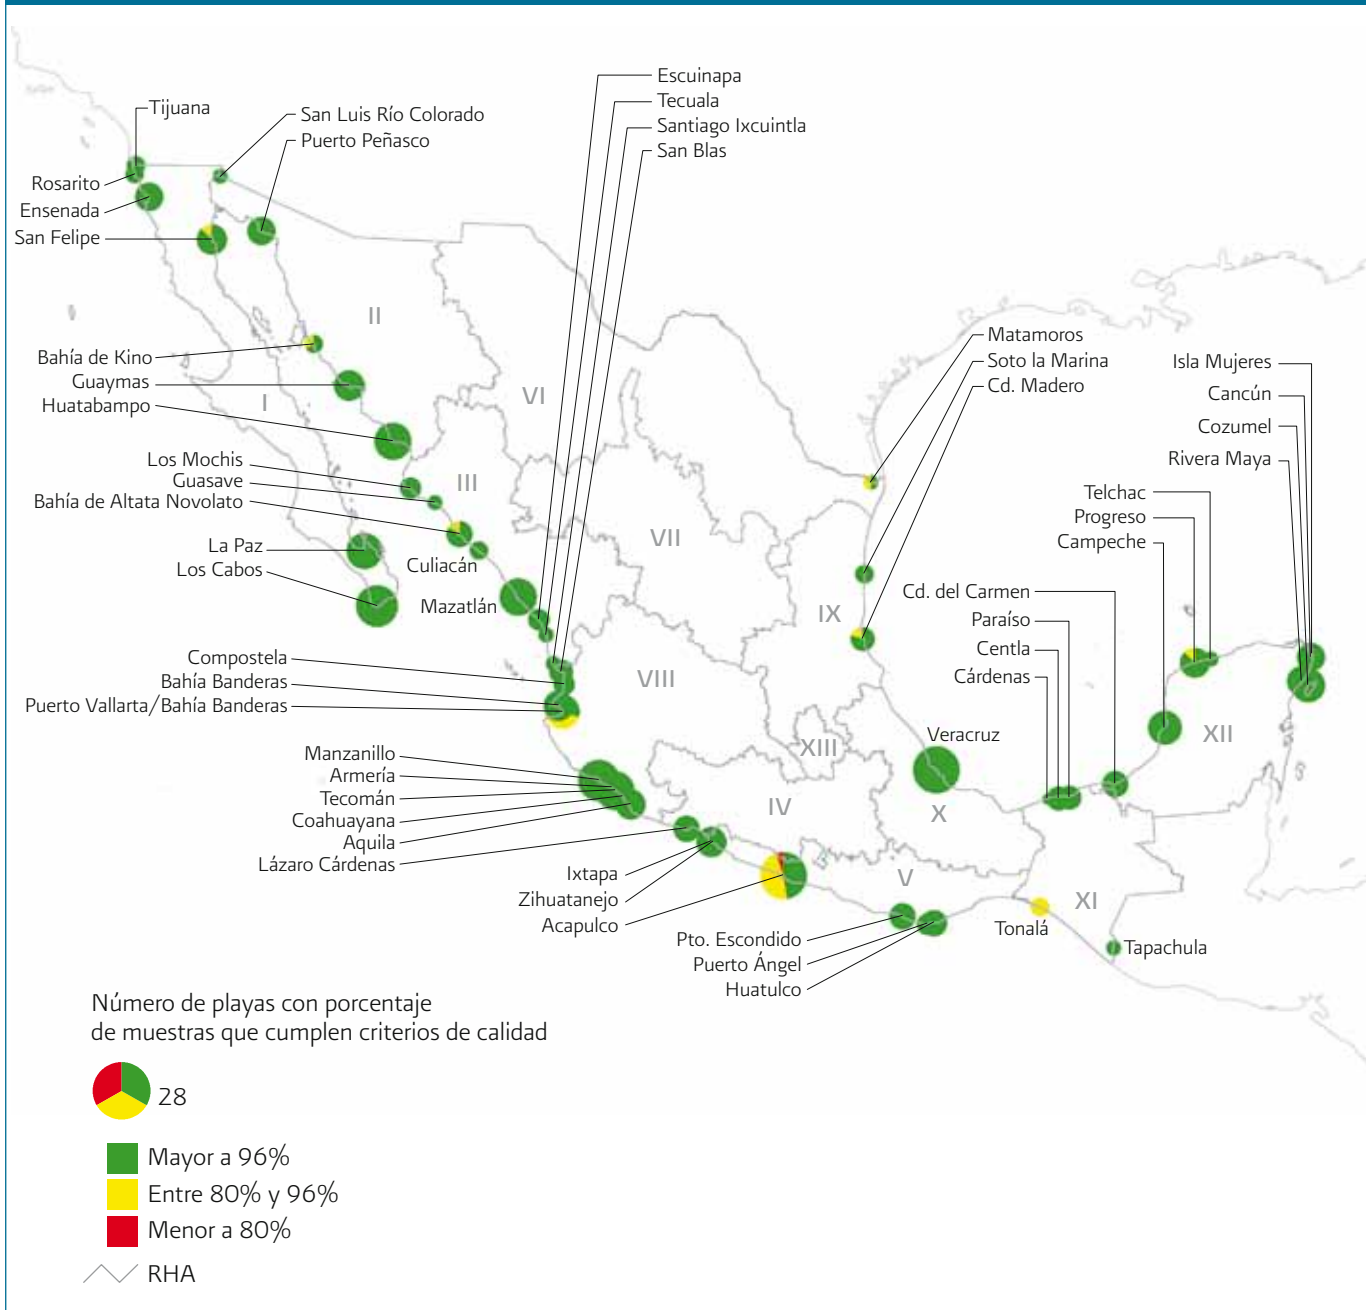 Escuinapa
Tecuala
Santiago Ixcuintla
San Blas
Tijuana
San Luis Río Colorado
Puerto Peñasco
Rosarito
Ensenada
San Felipe
II
Bahía de Kino
Guaymas
Huatabampo
I
VI
Matamoros
Soto la Marina
Cd. Madero
Isla Mujeres
Cancún
Cozumel
Rivera Maya
Los Mochis
Guasave
Bahía de Altata Novolato
III
Telchac
Progreso
Campeche
La Paz
Los Cabos
Culiacán
Mazatlán
VII
IX
Cd. del Carmen
Paraíso
Centla
Cárdenas
Compostela
Bahía Banderas
Puerto Vallarta/Bahía Banderas
VIII
XIII
Veracruz
XII
Manzanillo
Armería
Tecomán
Coahuayana
Aquila
Lázaro Cárdenas
IV
X
Ixtapa
Zihuatanejo
Acapulco
V
XI
Pto. Escondido
Puerto Ángel
Huatulco
Tonalá
Tapachula
Número de playas con porcentaje
de muestras que cumplen criterios de calidad
28
Mayor a 96%
Entre 80% y 96%
Menor a 80%
RHA